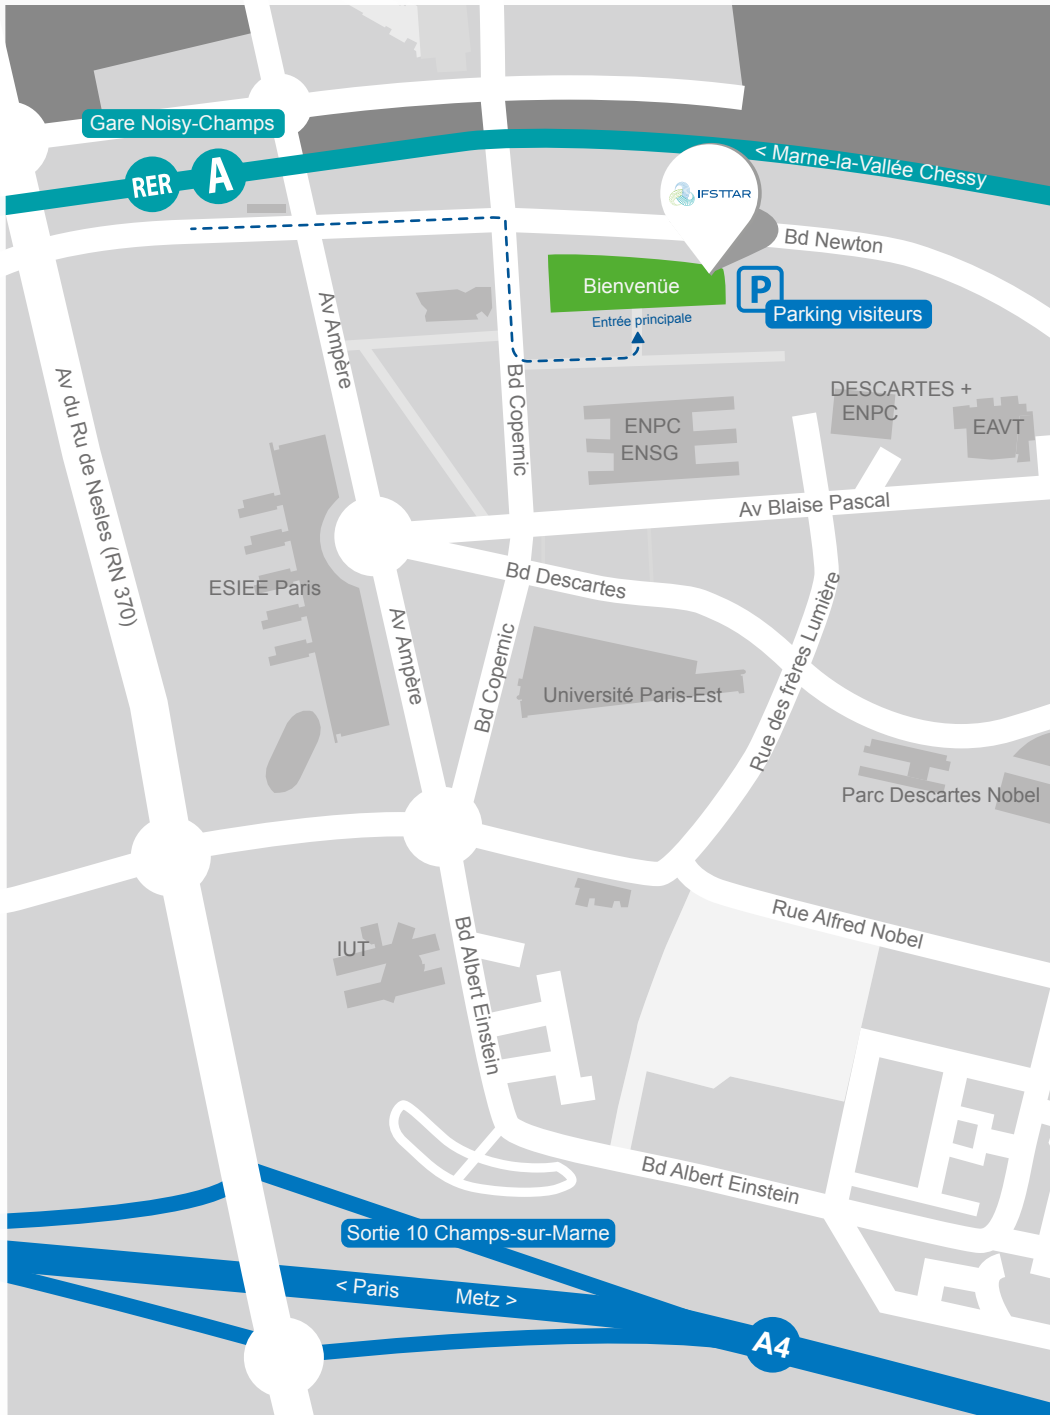 Gare Noisy-Champs
RER
A
< Marne-la-Vallée Chessy
IFSTTAR
Bd Newton
Bienvenüe
P
Parking visiteurs
Entrée principale
Av Ampère
Bd Copernic
Av du Ru de Nesles (RN 370)
DESCARTES +
ENPC
EAVT
ENPC
ENSG
Av Blaise Pascal
ESIEE Paris
Bd Descartes
Av Ampère
Bd Copernic
Rue des frères Lumière
Université Paris-Est
Parc Descartes Nobel
Rue Alfred Nobel
IUT
Bd Albert Einstein
Bd Albert Einstein
Sortie 10 Champs-sur-Marne
< Paris
Metz >
A4